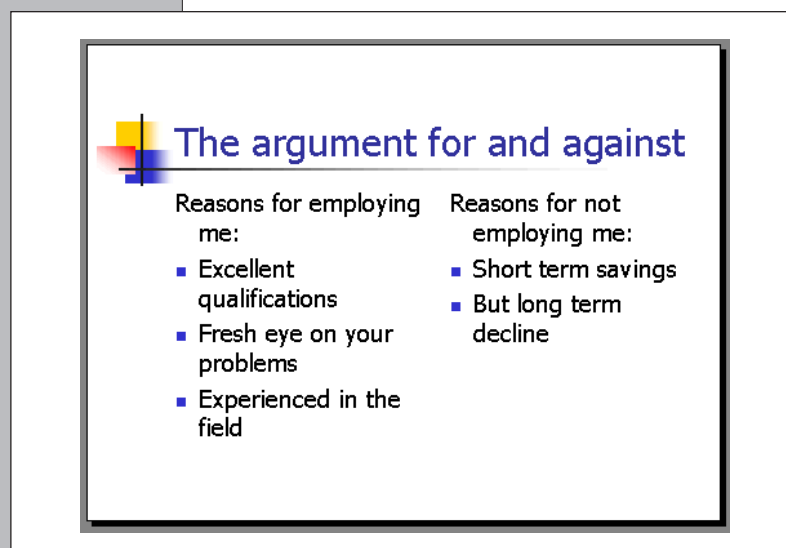 The argument for and against
Reasons for employing
me:
Excellent
qualifications
Fresh eye on your
problems
Experienced in the
field
Reasons for not
employing me:
Short term savings
But long term
decline